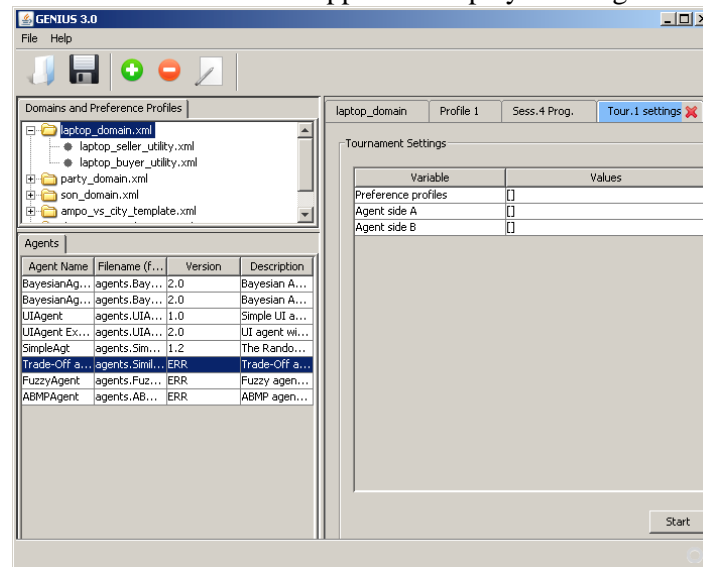 GENIUS 3.0
File Help
Domains and Preference Profiles
laptop_domain.xml
laptop_seller_utility.xml
laptop_buyer_utility.xml
party_domain.xml
son_domain.xml
ampo_vs_city_template.xml
Agents
Agent Name Filename (f... Version Description
BayesianAg... agents.Bay... 2.0 Bayesian A...
BayesianAg... agents.Bay... 2.0 Bayesian A...
UIAgent agents.UIA... 1.0 Simple UI a...
UIAgent Ex... agents.UIA... 2.0 UI agent wi...
SimpleAgt agents.Sim... 1.2 The Rando...
Trade-Off a... agents.Simil... ERR Trade-Off a...
FuzzyAgent agents.Fuz... ERR Fuzzy agen...
ABMPAgent agents.AB... ERR ABMP agen...
laptop_domain Profile 1 Sess.4 Prog. Tour.1 settings
Tournament Settings
Variable Values
Preference profiles []
Agent side A []
Agent side B []
Start